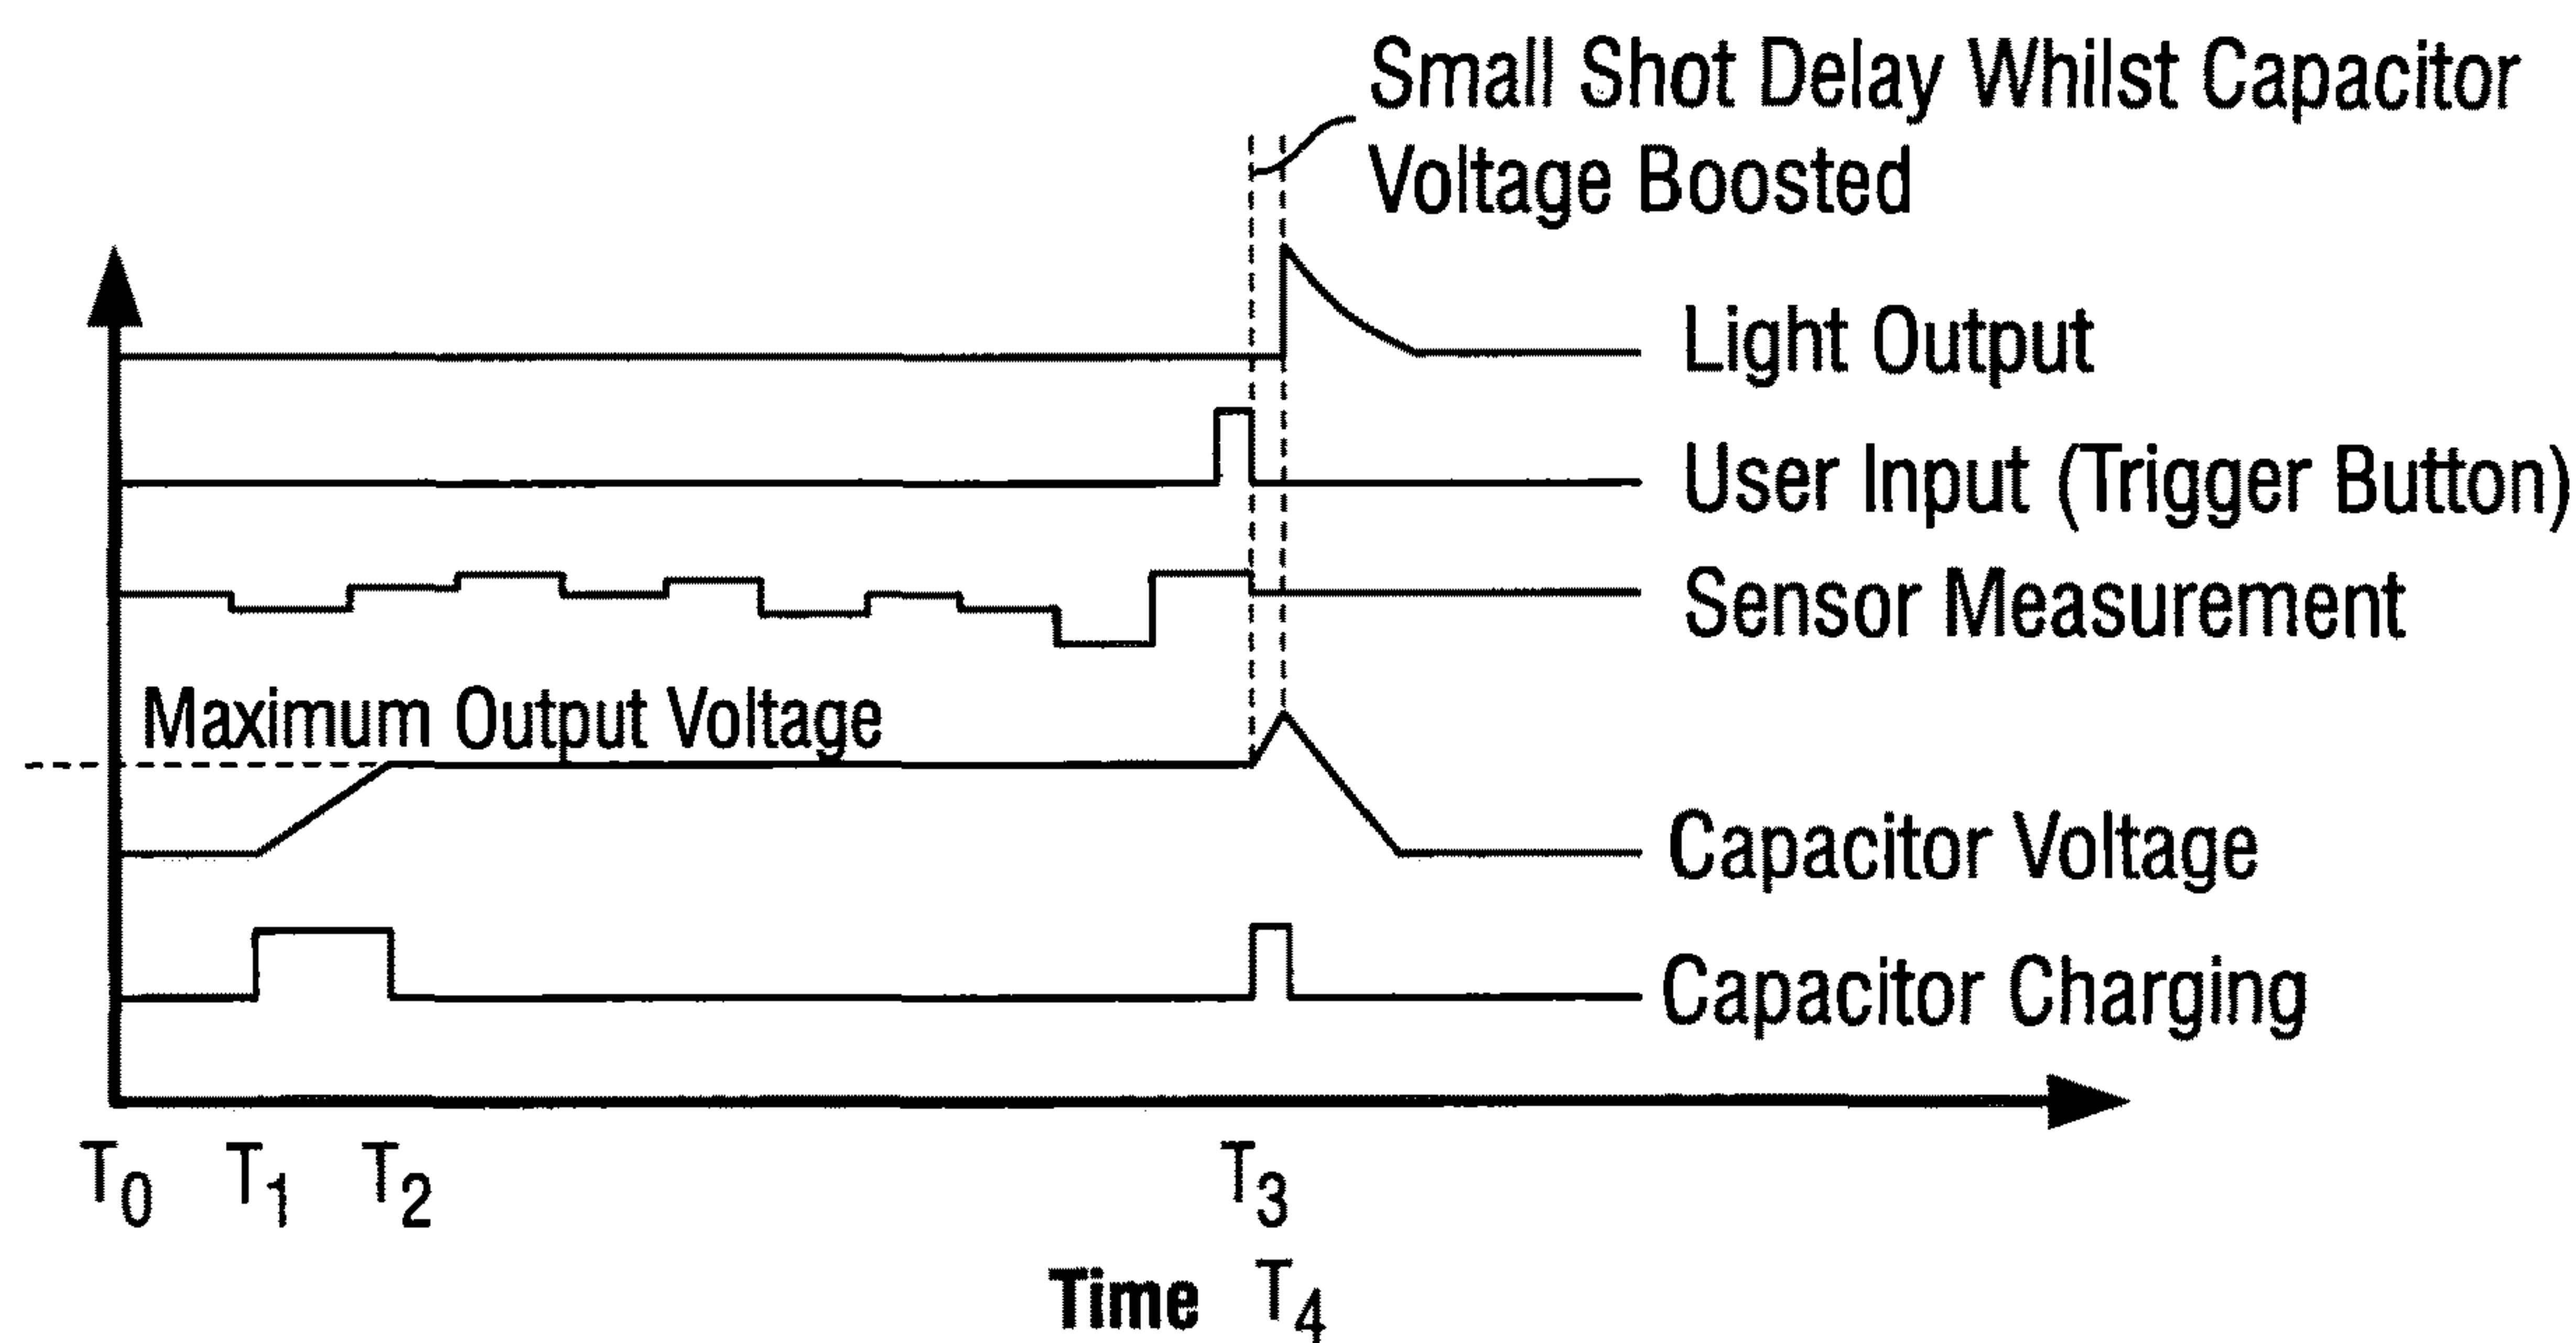 Small Shot Delay Whilst Capacitor
Voltage Boosted
Light Output
User Input (Trigger Button)
Sensor Measurement
Maximum Output Voltage
Capacitor Voltage
Capacitor Charging
T0 T1 T2 T3
Time T4